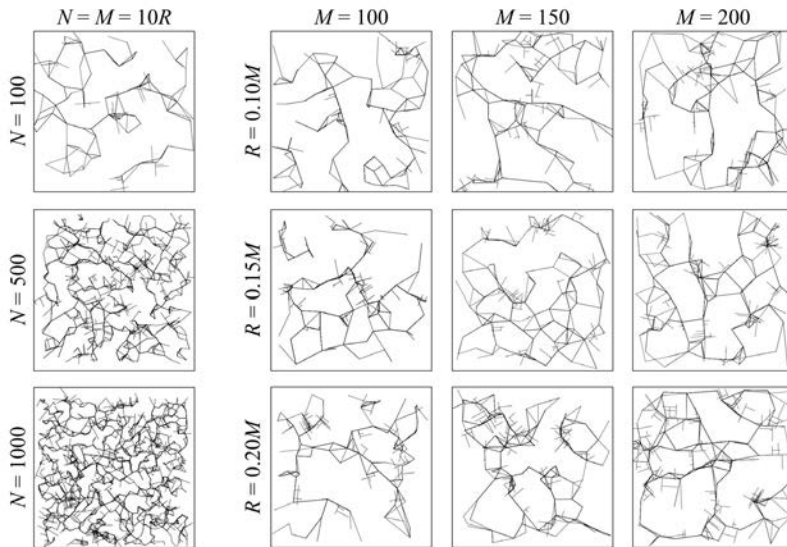 N = M = 10R
M = 100
M = 150
M = 200
N = 100
R = 0.10M
N = 500
R = 0.15M
N = 1000
R = 0.20M